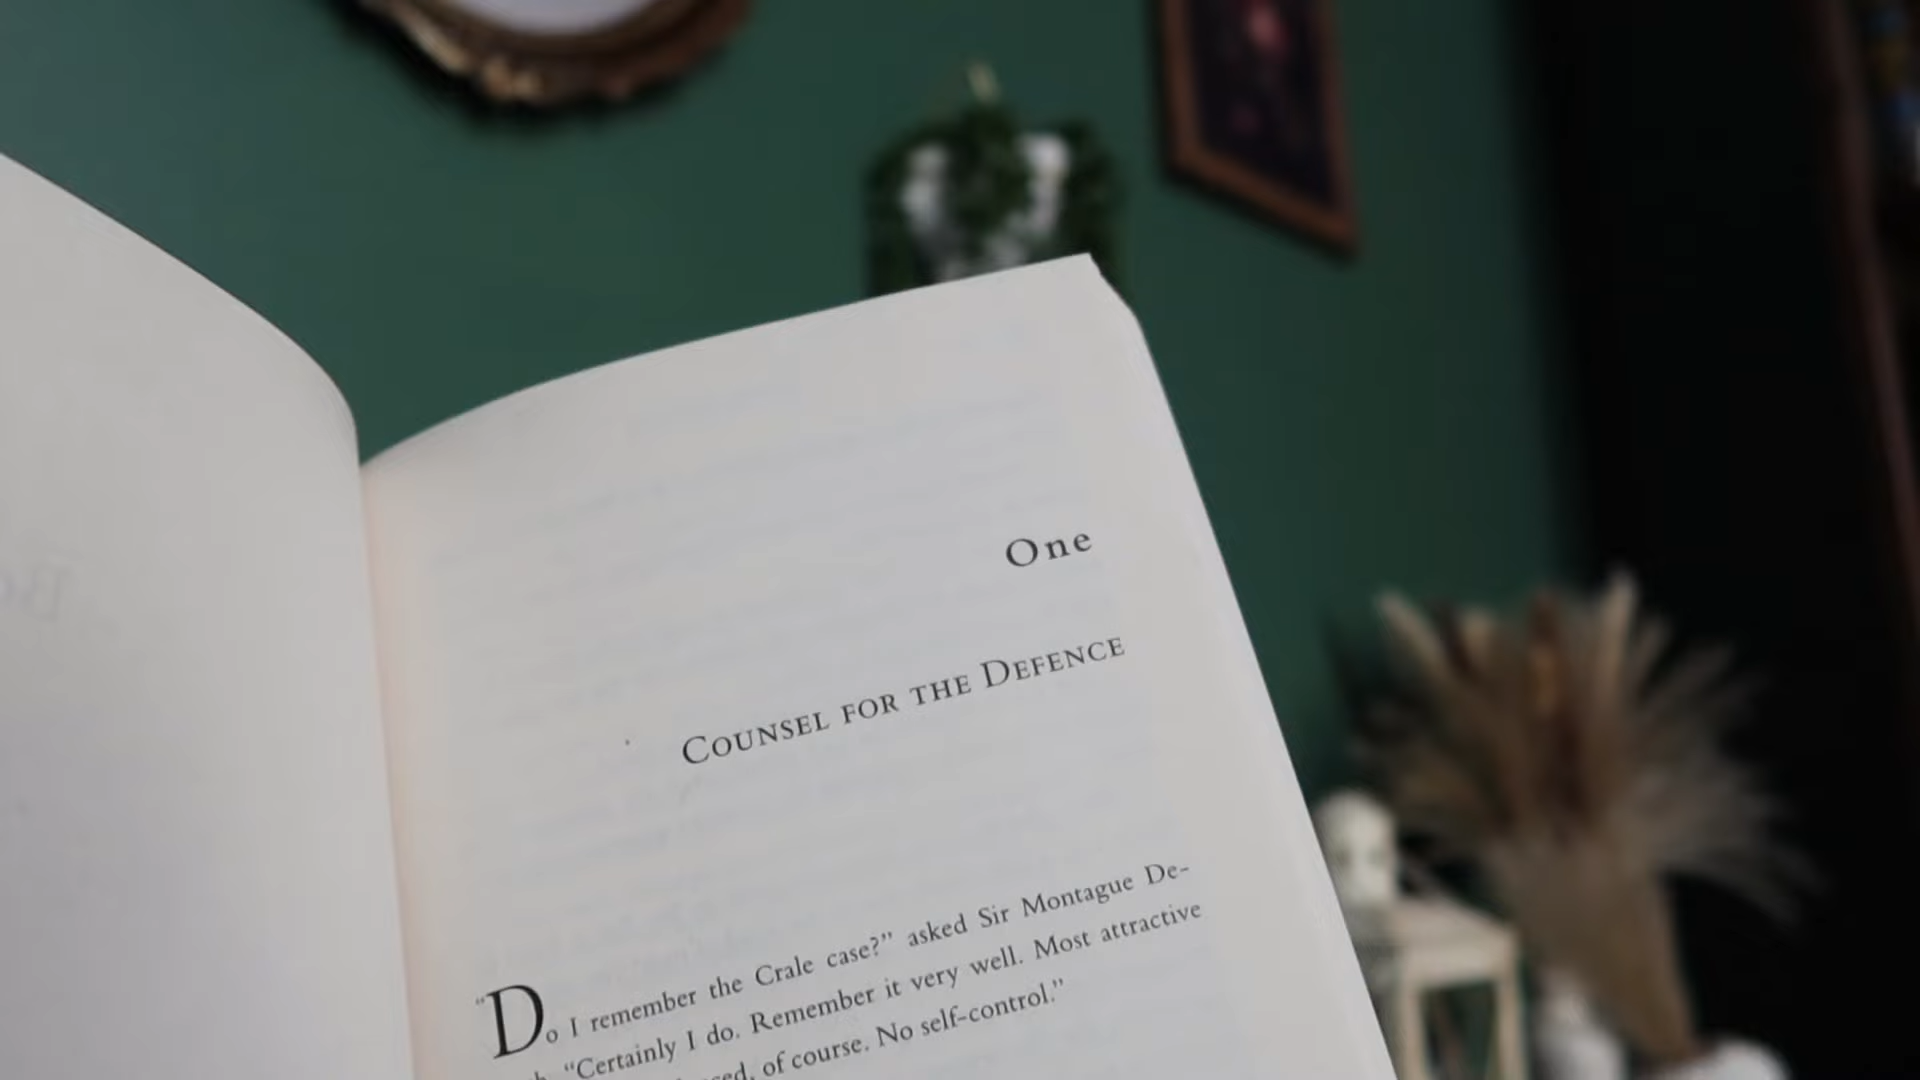 One
COUNSEL FOR THE DEFENCE
“Do I remember the Crale case?” asked Sir Montague De-
“Certainly I do. Remember it very well. Most attractive
of course. No self-control.”